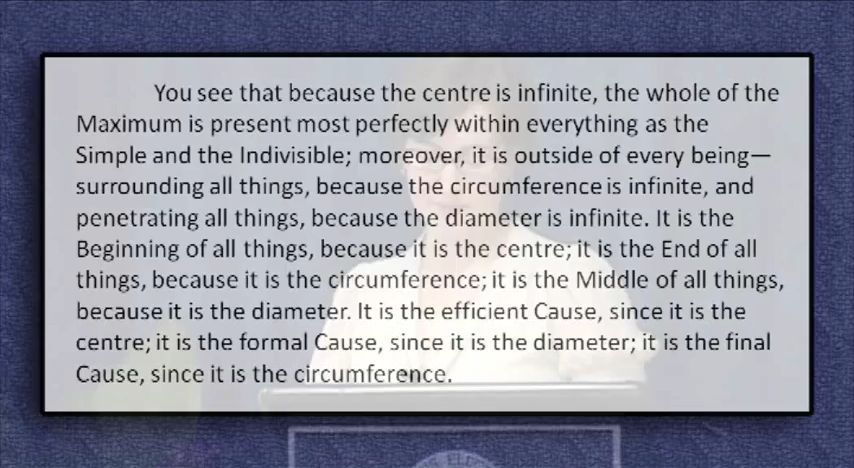 You see that because the centre is infinite, the whole of the
Maximum is present most perfectly within everything as the
Simple and the Indivisible; moreover, it is outside of every being—
surrounding all things, because the circumference is infinite, and
penetrating all things, because the diameter is infinite. It is the
Beginning of all things, because it is the centre; it is the End of all
things, because it is the circumference; it is the Middle of all things,
because it is the diameter. It is the efficient Cause, since it is the
centre; it is the formal Cause, since it is the diameter; it is the final
Cause, since it is the circumference.